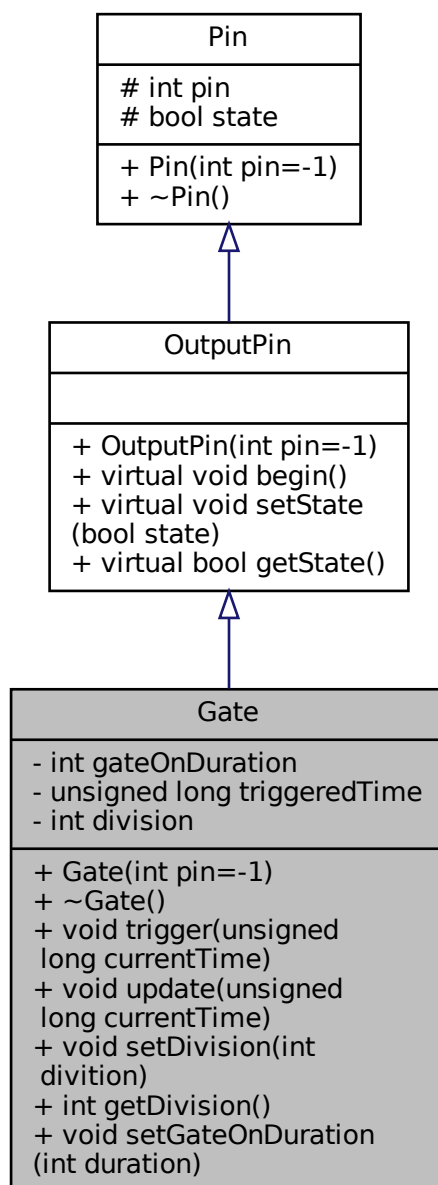 Pin
# int pin
# bool state
+ Pin(int pin=-1)
+ ~Pin()
OutputPin
+ OutputPin(int pin=-1)
+ virtual void begin()
+ virtual void setState
(bool state)
+ virtual bool getState()
Gate
- int gateOnDuration
- unsigned long triggeredTime
- int division
+ Gate(int pin=-1)
+ ~Gate()
+ void trigger(unsigned
long currentTime)
+ void update(unsigned
long currentTime)
+ void setDivision(int
divition)
+ int getDivision()
+ void setGateOnDuration
(int duration)